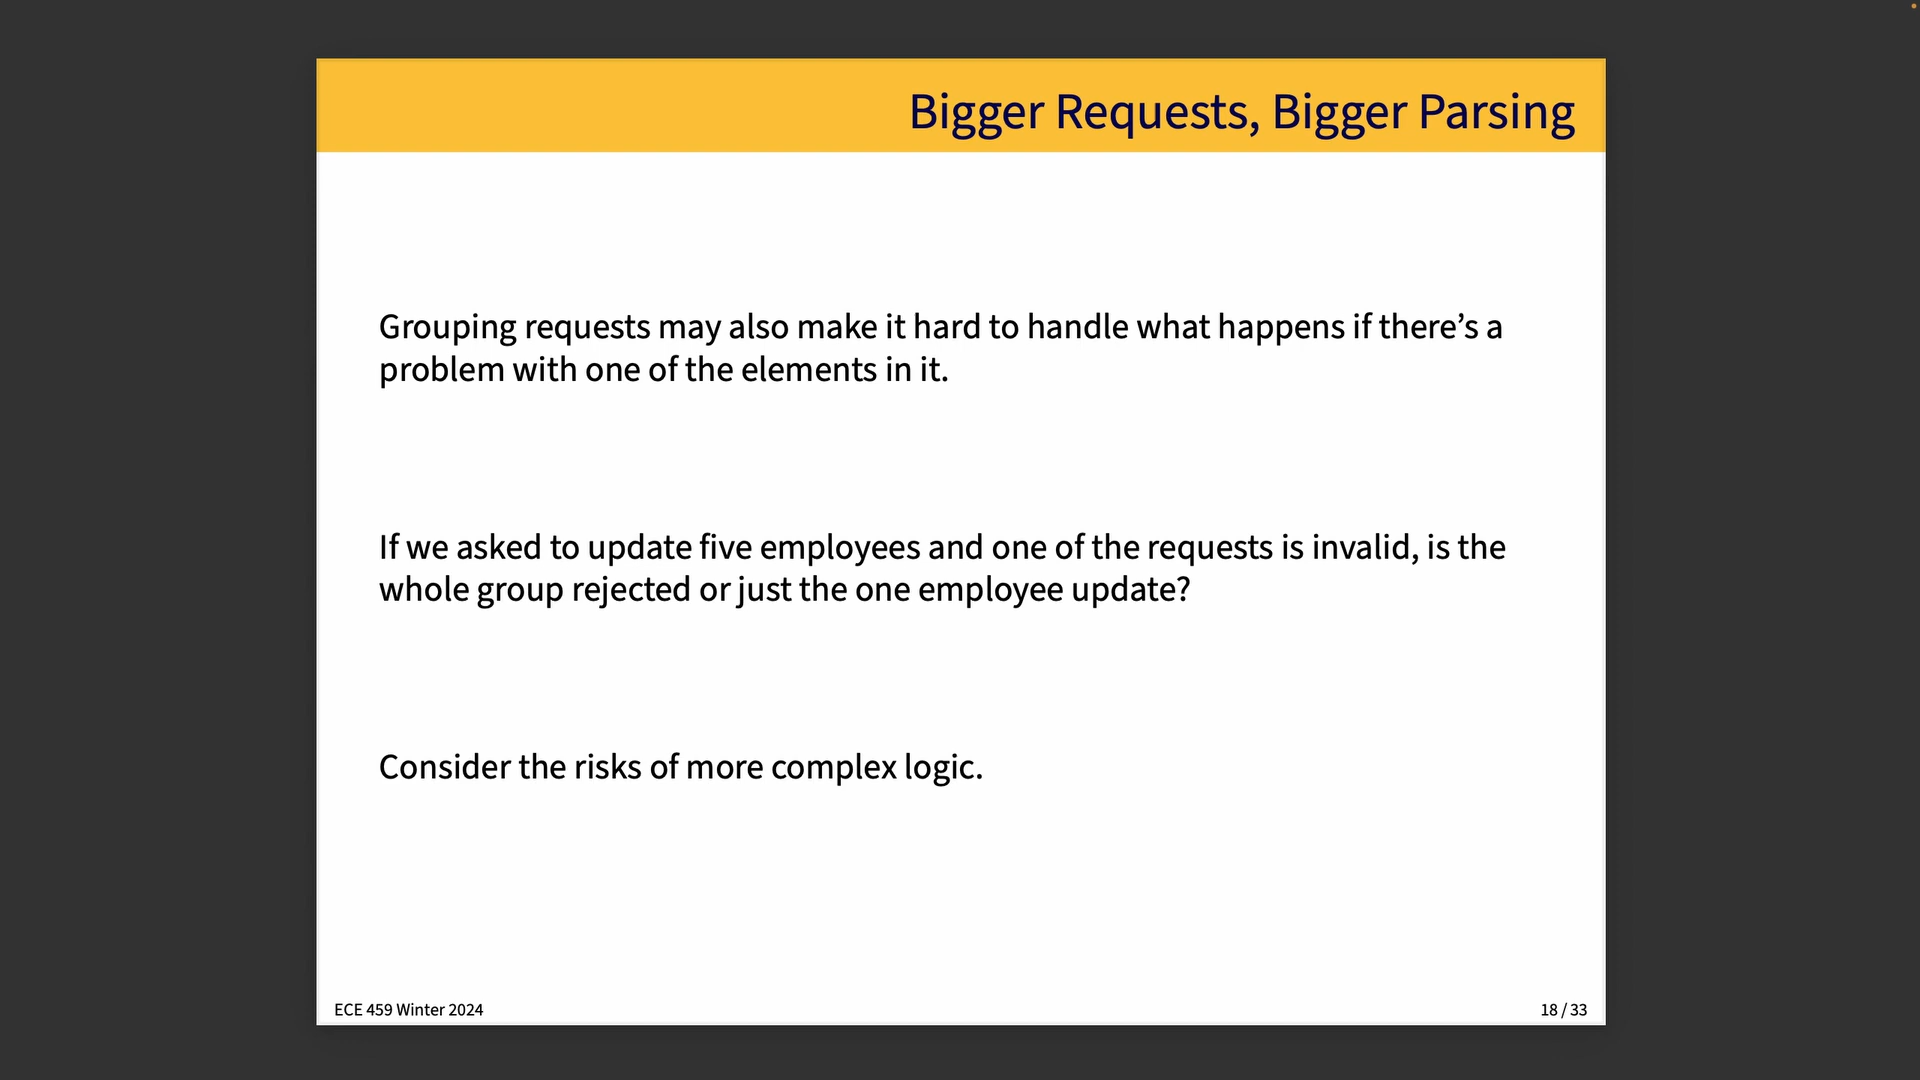 Bigger Requests, Bigger Parsing
Grouping requests may also make it hard to handle what happens if there’s a
problem with one of the elements in it.
If we asked to update five employees and one of the requests is invalid, is the
whole group rejected or just the one employee update?
Consider the risks of more complex logic.
ECE 459 Winter 2024
18 / 33